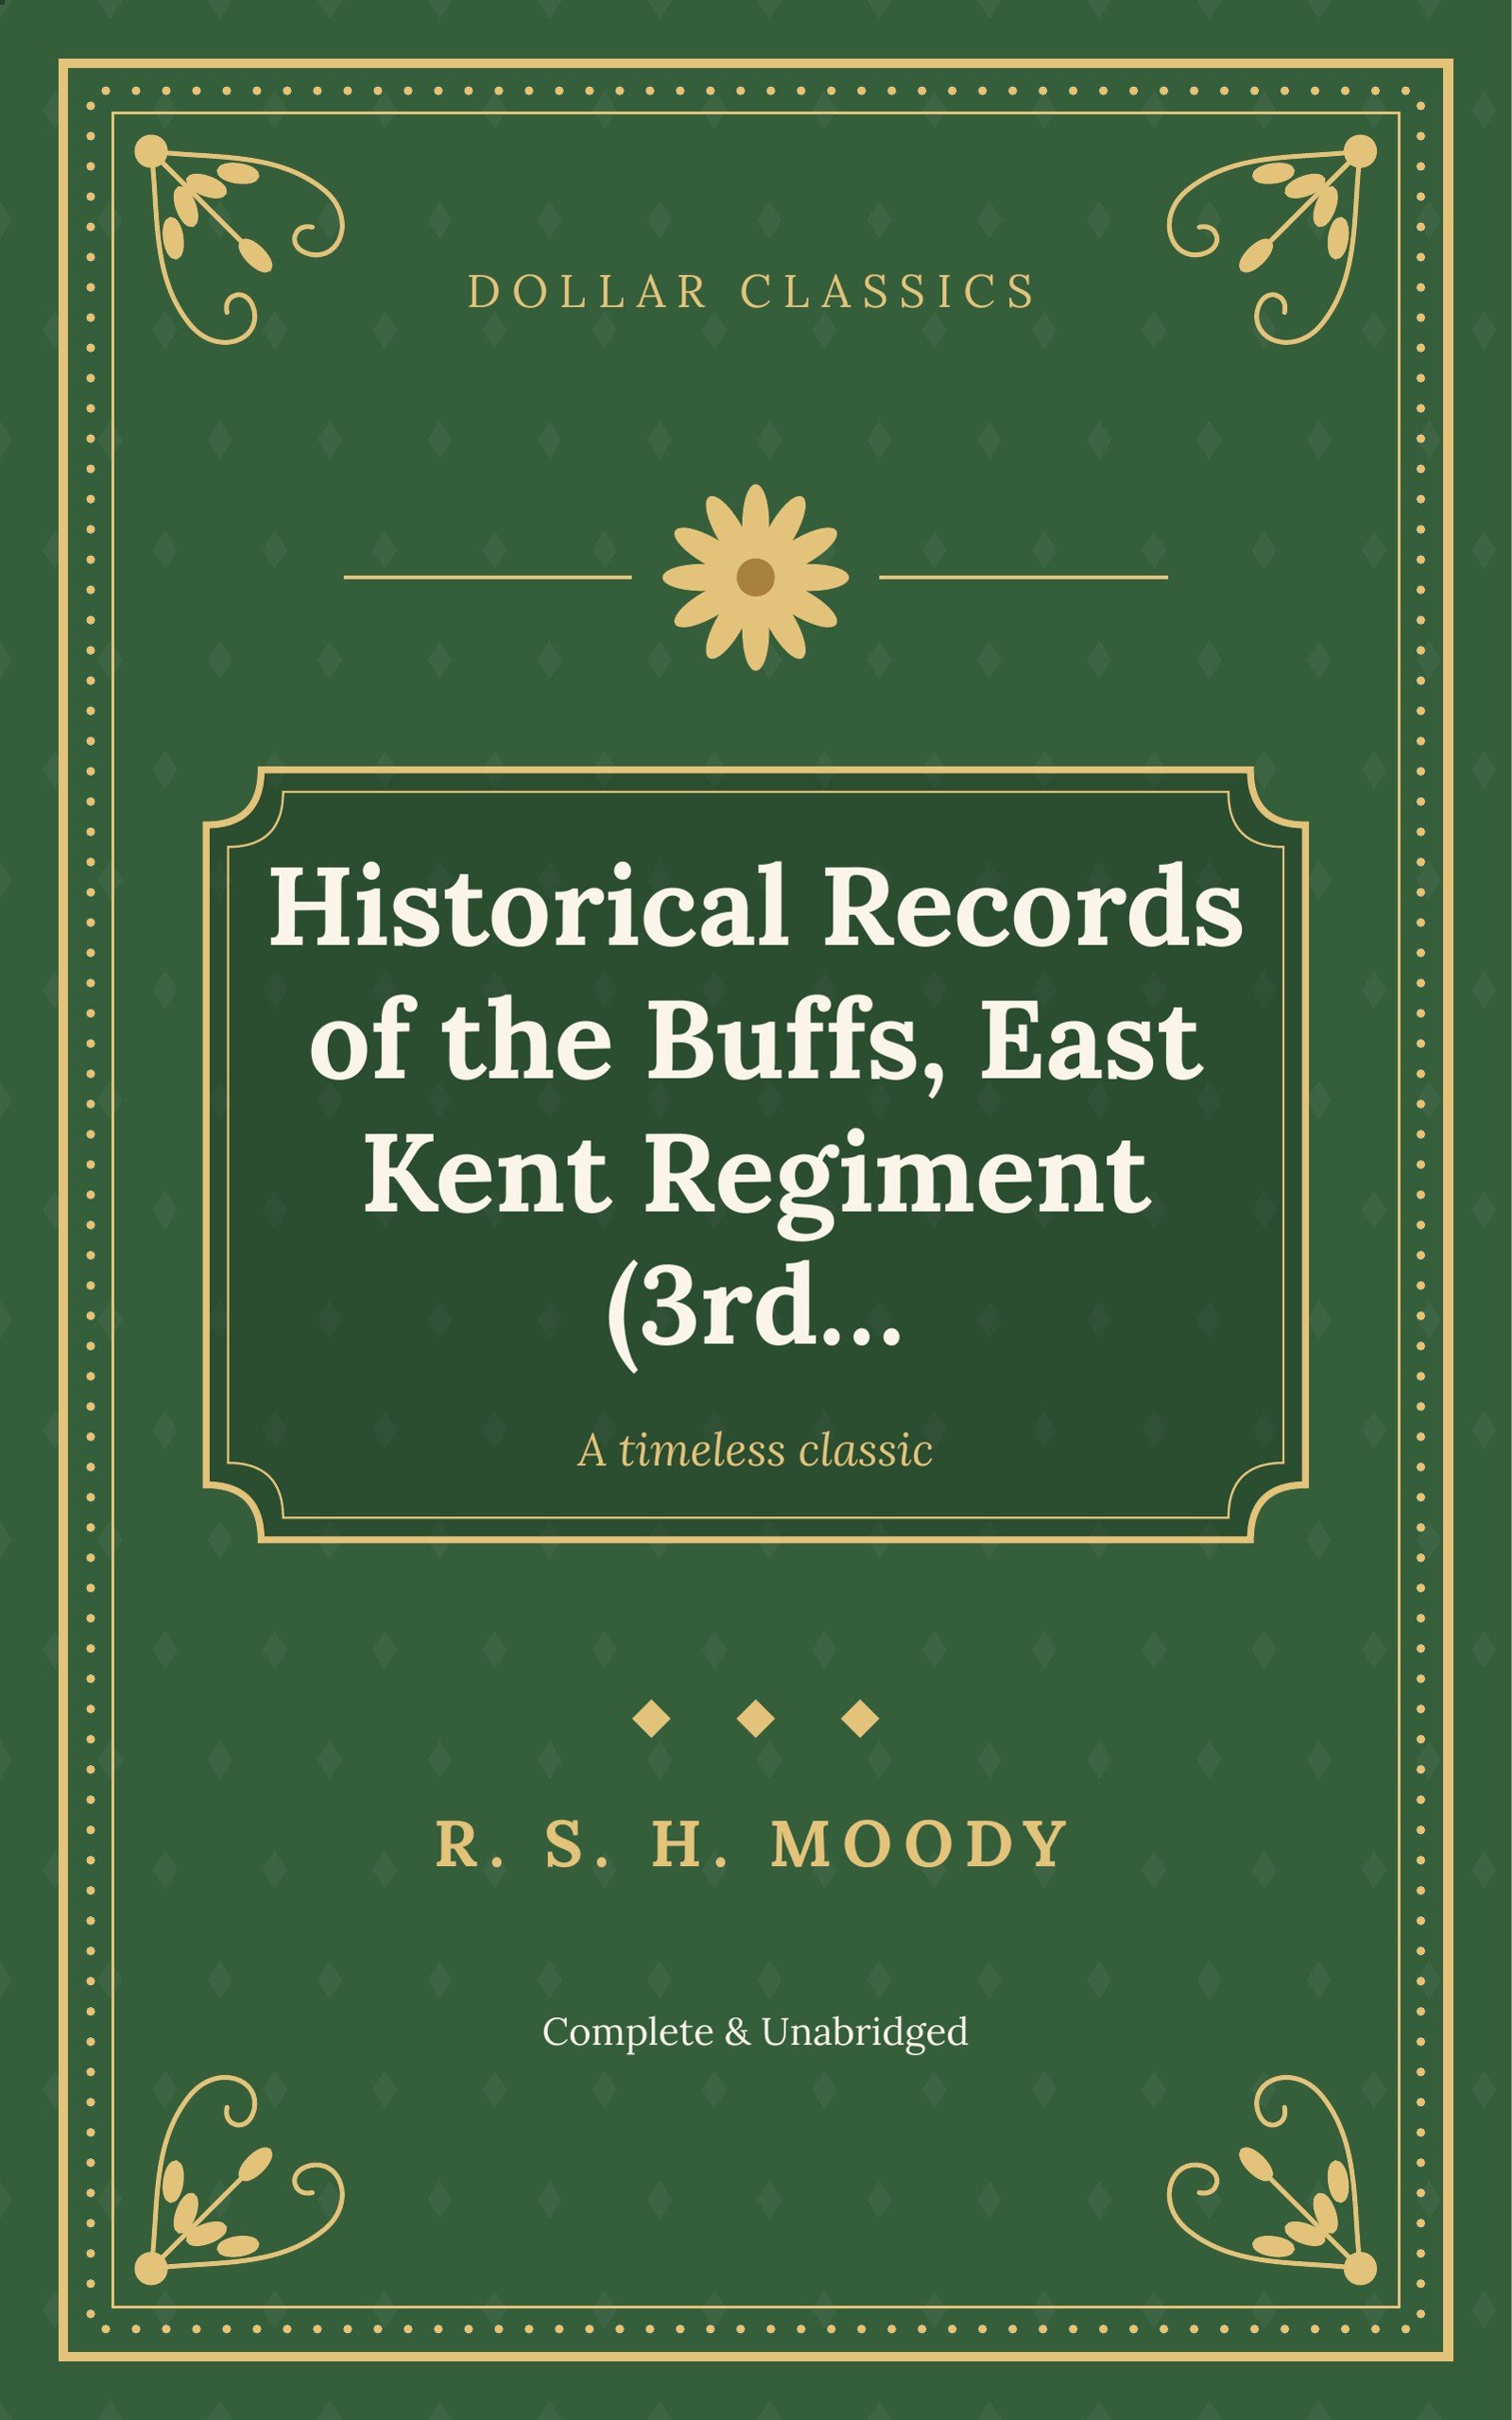 DOLLAR CLASSICS
Historical Records
of the Buffs, East
Kent Regiment
(3rd...
A timeless classic
R. S. H. MOODY
Complete & Unabridged